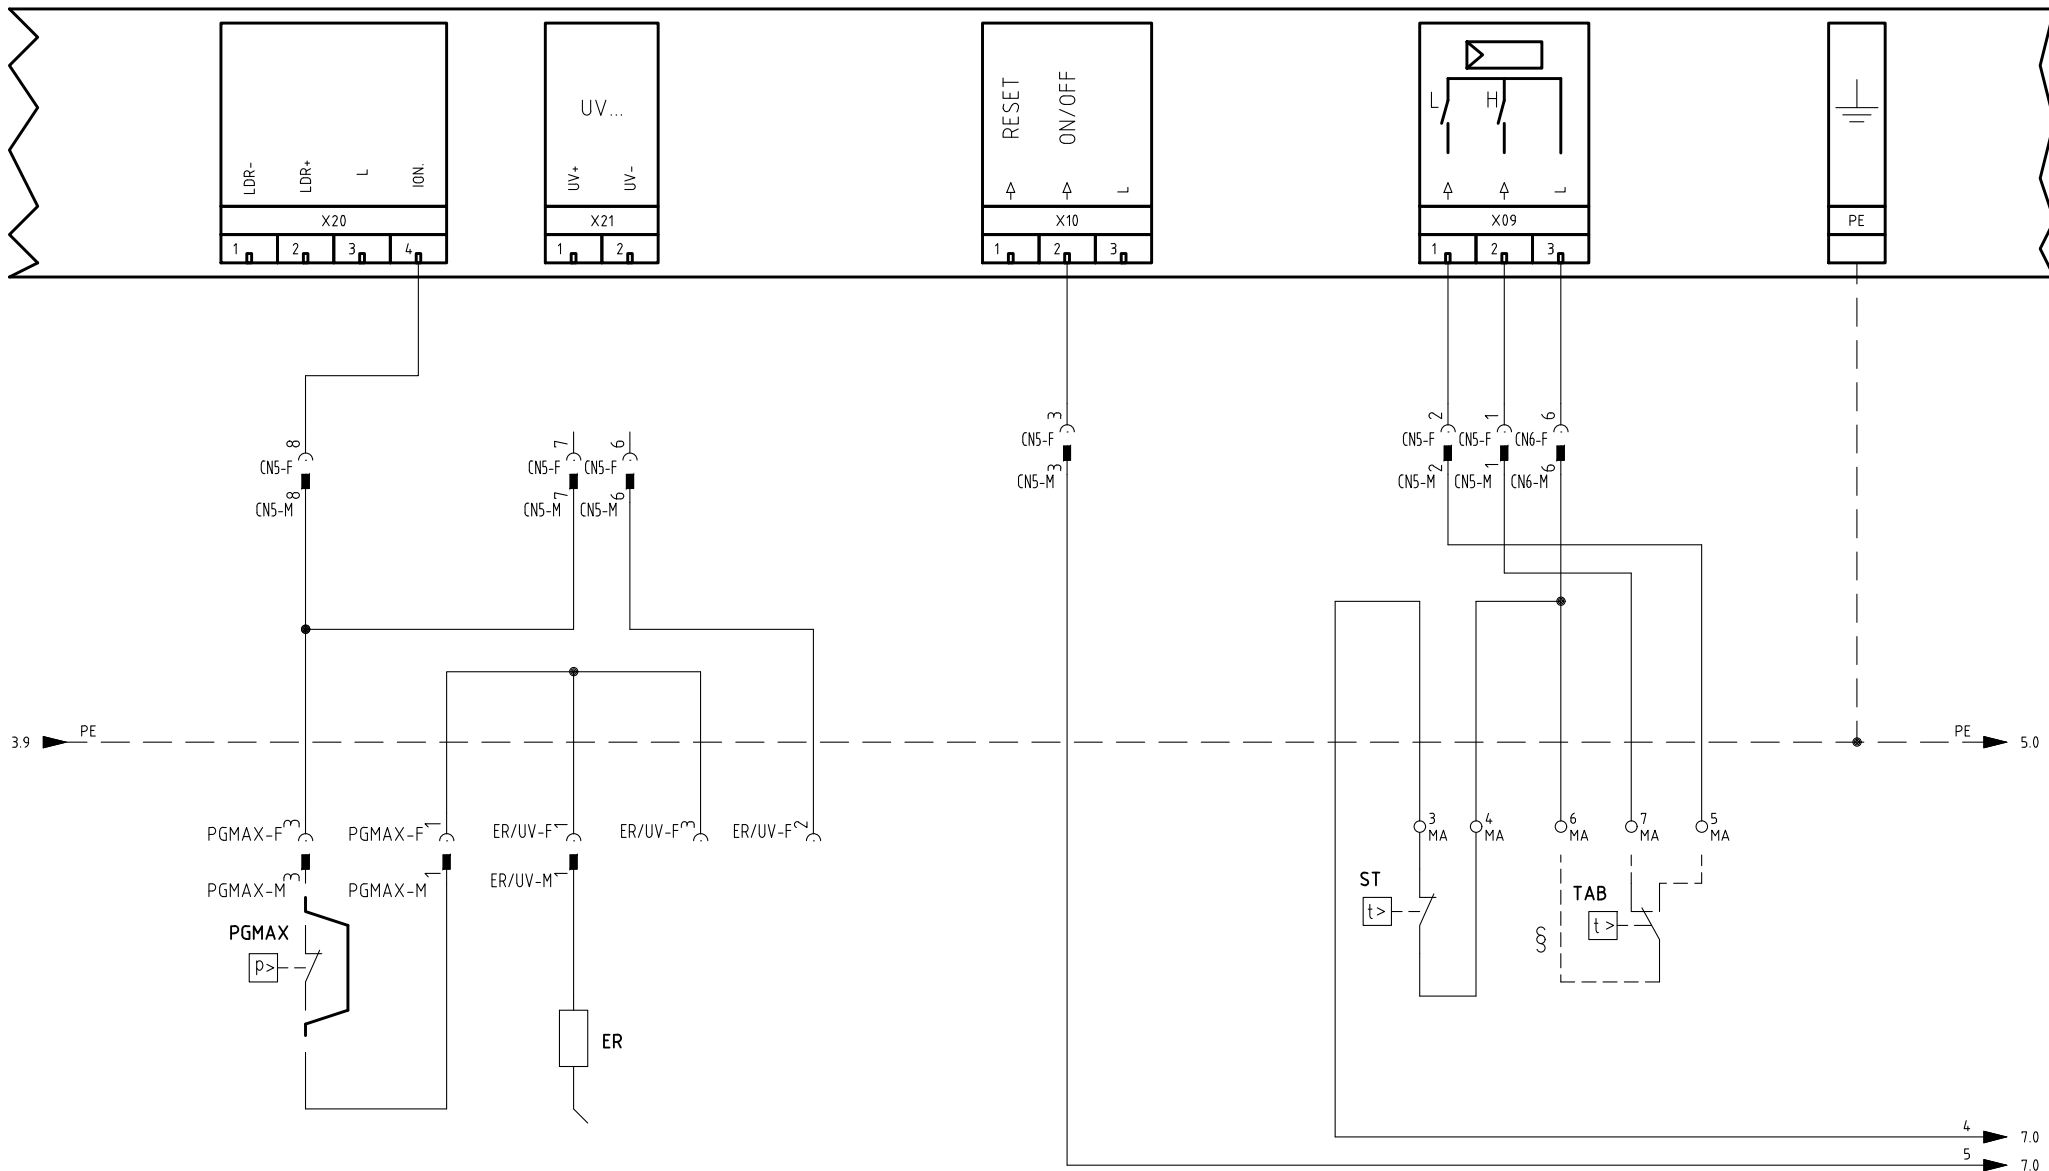 UV...
RESET
ON/OFF
L
H
LDR-
LDR+
L
ION.
UV+
UV-
L
L
X20
X21
X10
X09
PE
1 2 3 4
1 2
1 2 3
1 2 3
8
CN5-F
8
CN5-M
7
CN5-F
7
CN5-M
6
CN5-F
6
CN5-M
3
CN5-F
3
CN5-M
2
CN5-F
2
CN5-M
1
CN5-F
1
CN5-M
6
CN6-F
6
CN6-M
3.9
PE
PE
5.0
PGMAX-F 3
PGMAX-F 1
ER/UV-F 1
ER/UV-F 3
ER/UV-F 2
PGMAX-M 3
PGMAX-M 1
ER/UV-M 1
3
MA
4
MA
6
MA
7
MA
5
MA
PGMAX
p>
ER
ST
t>
§
TAB
t>
4
7.0
5
7.0